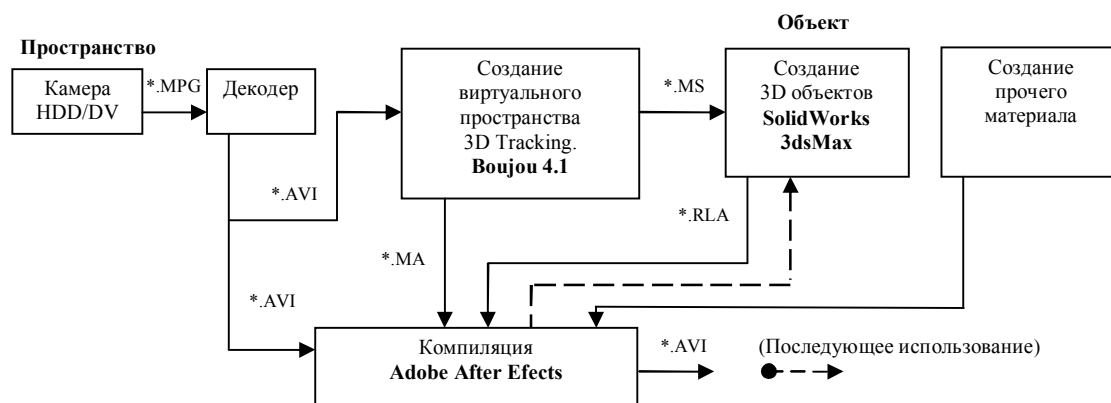 Пространство
Объект
Камера
HDD/DV
*.MPG
Декодер
Создание
виртуального
пространства
3D Tracking.
Boujou 4.1
*.MS
Создание
3D объектов
SolidWorks
3dsMax
Создание
прочего
материала
*.AVI
*.RLA
*.MA
*.AVI
Компиляция
Adobe After Efects
*.AVI
(Последующее использование)